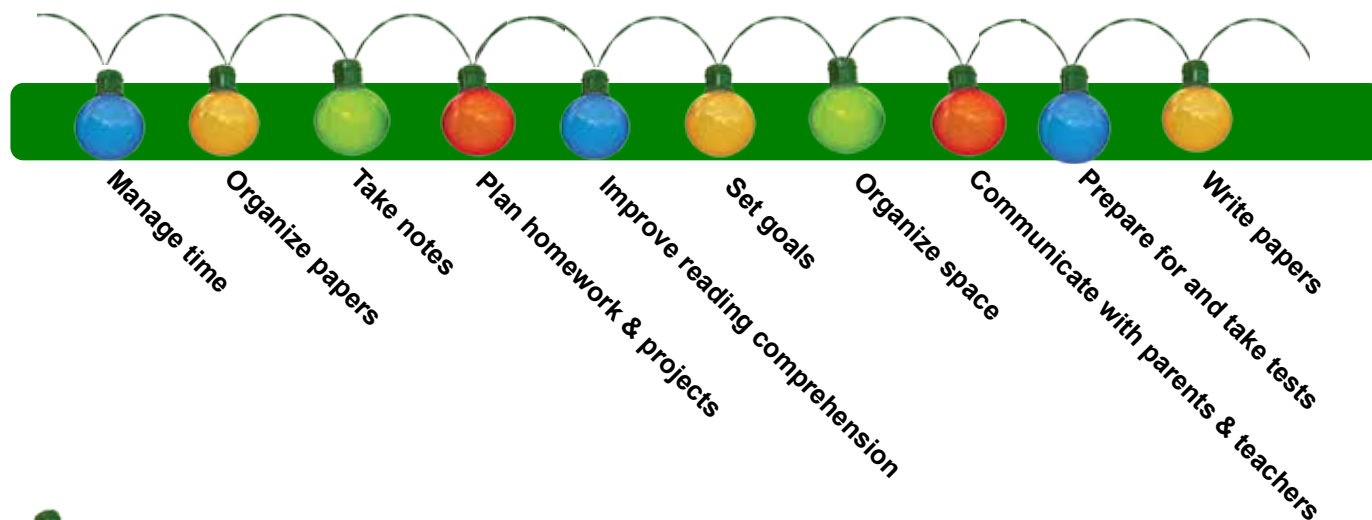 Manage time
Organize papers
Take notes
Plan homework & projects
Improve reading comprehension
Set goals
Organize space
Communicate with parents & teachers
Prepare for and take tests
Write papers